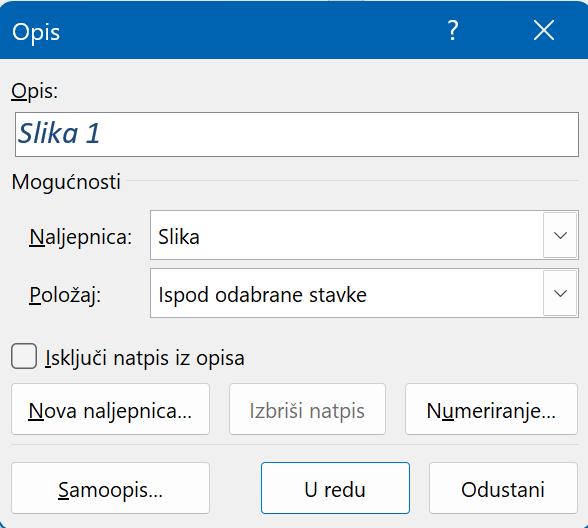 Opis ?
Opis:
Slika 1
Mogućnosti
Naljepnica: Slika
Položaj: Ispod odabrane stavke
Isključi natpis iz opisa
Nova naljepnica... Izbriši natpis Numeriranje...
Samoopis... U redu Odustani